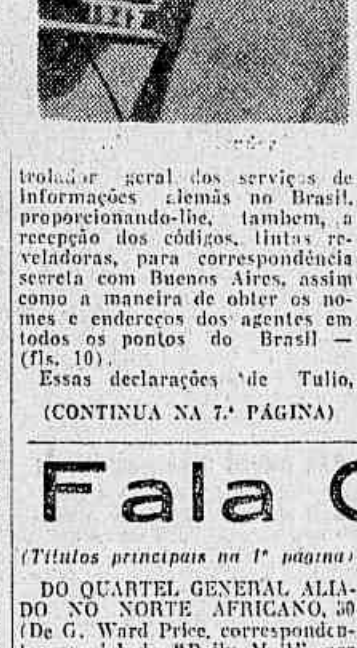 trolador geral dos serviços de
informações alemãs no Brasil,
proporcionando-lhe, tambem, a
recepção dos códigos, tintas re-
veladoras, para correspondência
secreta com Buenos Aires, assim
como a maneira de obter os no-
mes e endereços dos agentes em
todos os pontos do Brasil —
(fls. 10).
Essas declarações de Tulio,
(CONTINUA NA 7.ª PÁGINA)
Fala
(Titulos principais na 1ª página)
DO QUARTEL GENERAL ALIA-
DO NO NORTE AFRICANO, 30
(De G. Ward Price, corresponden-
"Daily Mail"